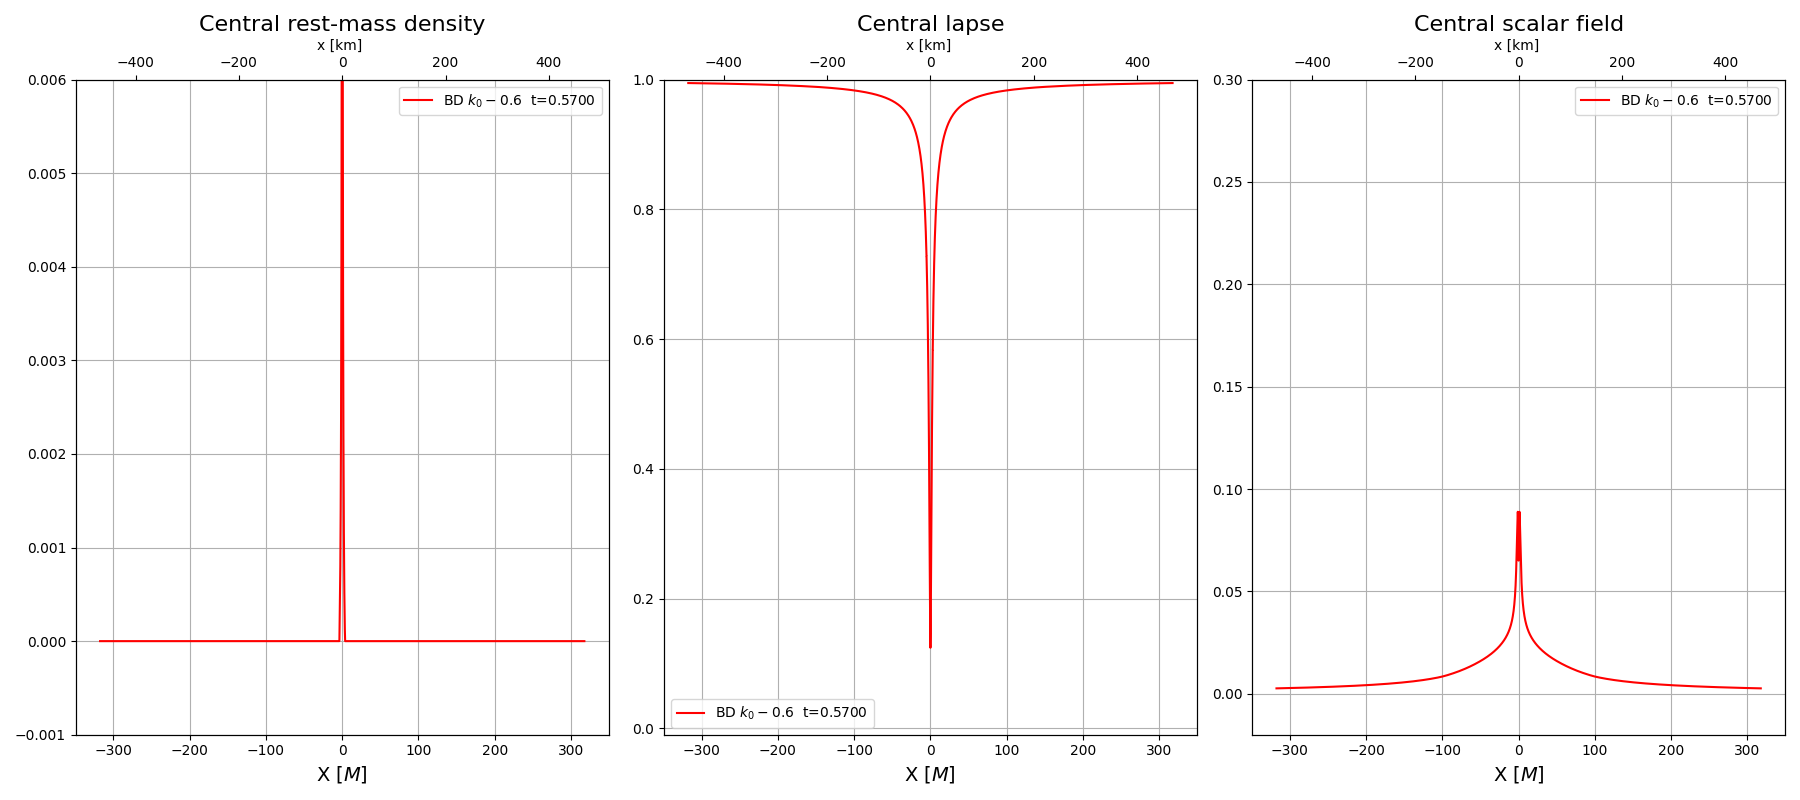 Central rest-mass density
x [km]
−400 −200 0 200 400
0.006
0.005
0.004
0.003
0.002
0.001
0.000
−0.001
BD k₀ − 0.6 t=0.5700
−300 −200 −100 0 100 200 300
X [M]
Central lapse
x [km]
−400 −200 0 200 400
1.0
0.8
0.6
0.4
0.2
0.0
BD k₀ − 0.6 t=0.5700
−300 −200 −100 0 100 200 300
X [M]
Central scalar field
x [km]
−400 −200 0 200 400
0.30
0.25
0.20
0.15
0.10
0.05
0.00
BD k₀ − 0.6 t=0.5700
−300 −200 −100 0 100 200 300
X [M]